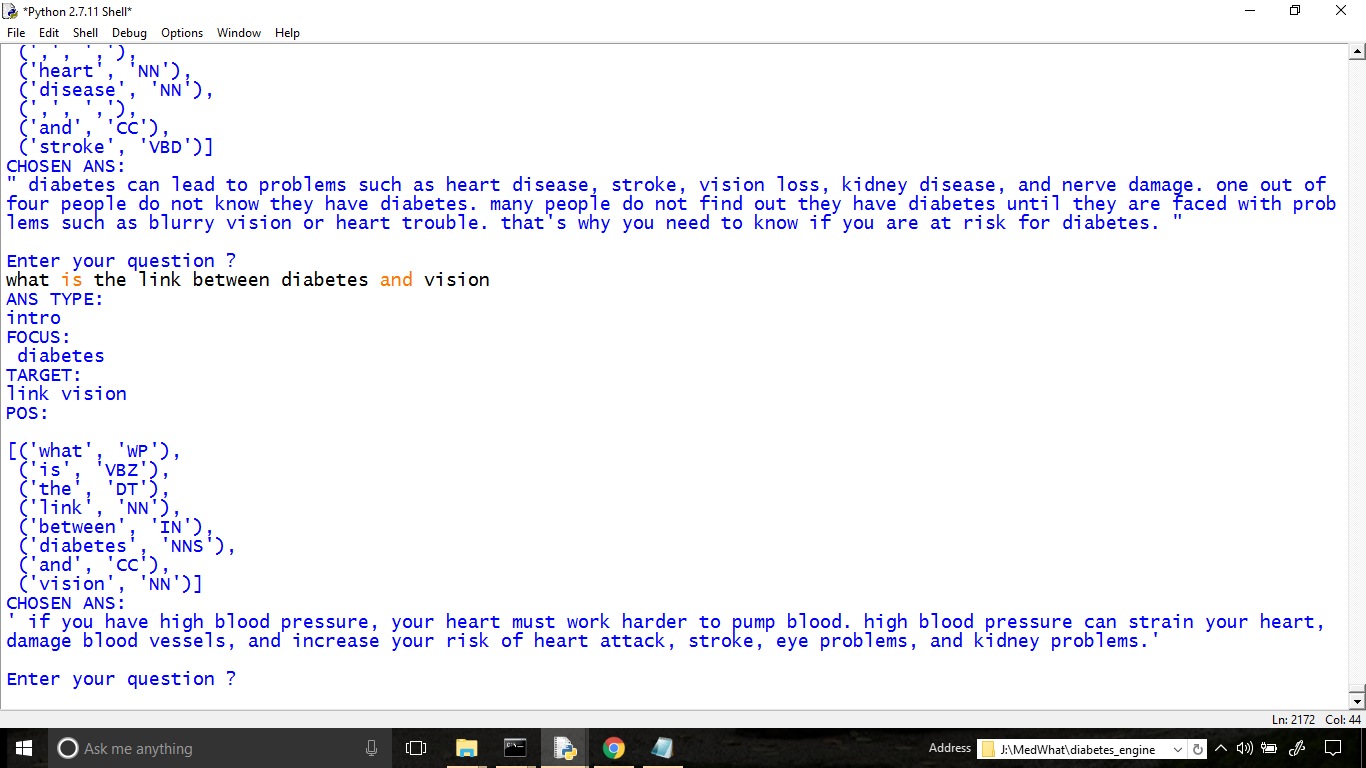 *Python 2.7.11 Shell*
File Edit Shell Debug Options Window Help
(',', ','),
('heart', 'NN'),
('disease', 'NN'),
(',', ','),
('and', 'CC'),
('stroke', 'VBD')]
CHOSEN ANS:
" diabetes can lead to problems such as heart disease, stroke, vision loss, kidney disease, and nerve damage. one out of
four people do not know they have diabetes. many people do not find out they have diabetes until they are faced with prob
lems such as blurry vision or heart trouble. that's why you need to know if you are at risk for diabetes. "
Enter your question ?
what is the link between diabetes and vision
ANS TYPE:
intro
FOCUS:
diabetes
TARGET:
link vision
POS:
[('what', 'WP'),
('is', 'VBZ'),
('the', 'DT'),
('link', 'NN'),
('between', 'IN'),
('diabetes', 'NNS'),
('and', 'CC'),
('vision', 'NN')]
CHOSEN ANS:
' if you have high blood pressure, your heart must work harder to pump blood. high blood pressure can strain your heart,
damage blood vessels, and increase your risk of heart attack, stroke, eye problems, and kidney problems.'
Enter your question ?
Ln: 2172 Col: 44
Ask me anything
Address J:\MedWhat\diabetes_engine